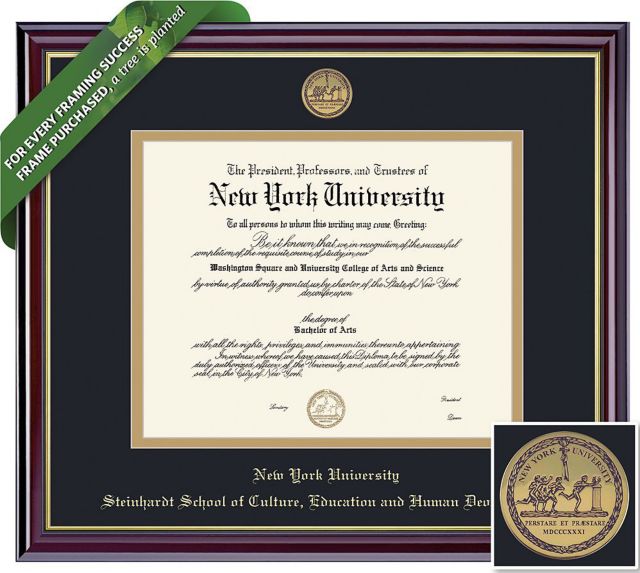 FOR EVERY FRAMING SUCCESS
FRAME PURCHASED, a tree is planted
The President, Professors, and Trustees of
New York University
To all persons to whom this writing may come, Greeting:
Be it known that we in recognition of the successful
completion of the requisite course of study in our
Washington Square and University College of Arts and Science
by virtue of authority granted us by charter of the State of New York
do confer upon
the degree of
Bachelor of Arts
with all the rights, privileges, and immunities thereunto appertaining
In witness whereof we have caused this Diploma to be signed by the
duly authorized officers of the University and sealed with our corporate
seal in the City of New York.
Secretary
President
Dean
New York University
Steinhardt School of Culture, Education and Human
NEW YORK UNIVERSITY
PERSTARE ET PRÆSTARE
MDCCCXXXI